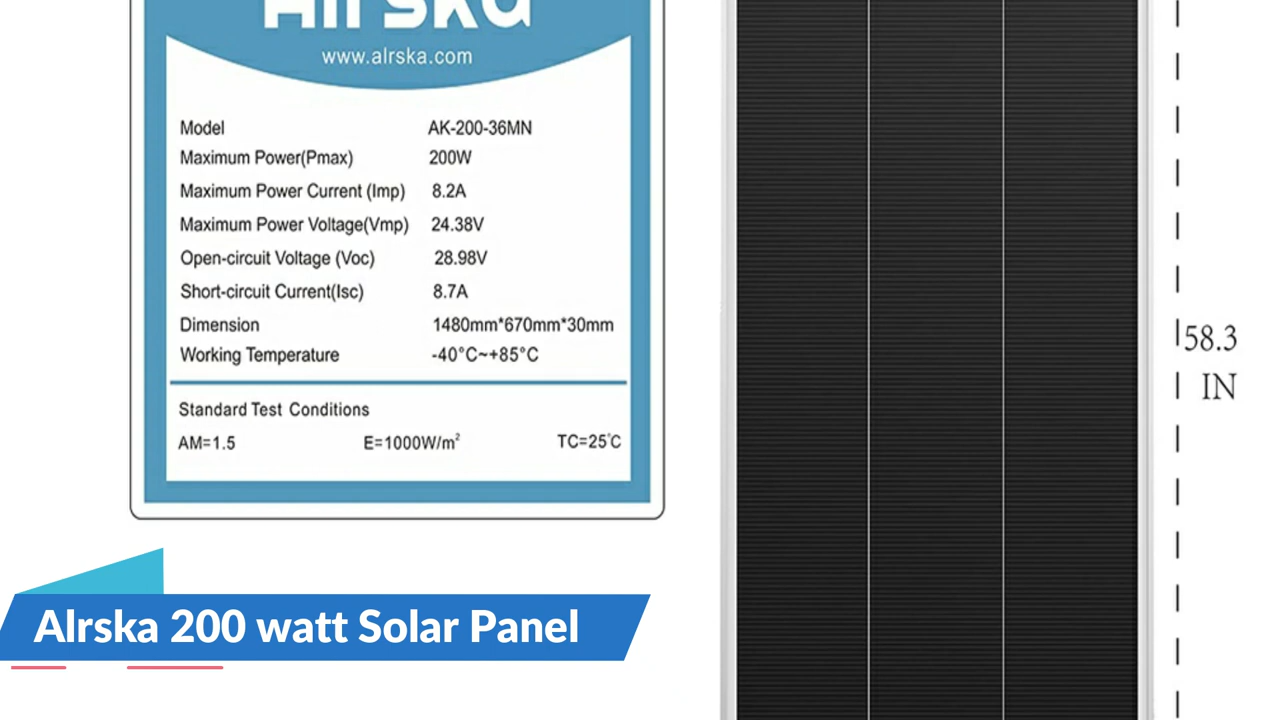 Alrska
www.alrska.com
Model AK-200-36MN
Maximum Power(Pmax) 200W
Maximum Power Current (Imp) 8.2A
Maximum Power Voltage(Vmp) 24.38V
Open-circuit Voltage (Voc) 28.98V
Short-circuit Current(Isc) 8.7A
Dimension 1480mm*670mm*30mm
Working Temperature -40°C~+85°C
Standard Test Conditions
AM=1.5 E=1000W/m² TC=25°C
58.3
IN
Alrska 200 watt Solar Panel